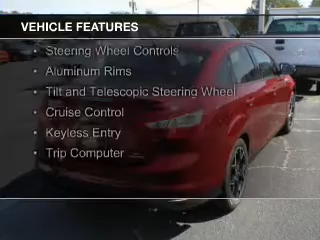 VEHICLE FEATURES
• Steering Wheel Controls
• Aluminum Rims
• Tilt and Telescopic Steering Wheel
• Cruise Control
• Keyless Entry
• Trip Computer